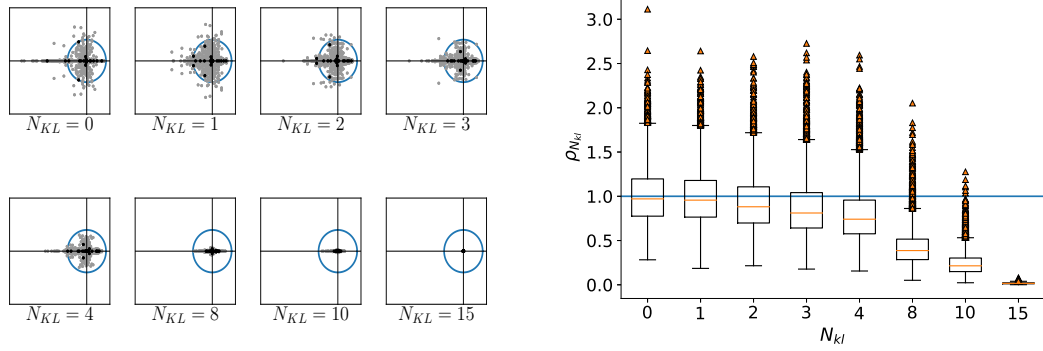 N_{KL} = 0
N_{KL} = 1
N_{KL} = 2
N_{KL} = 3
N_{KL} = 4
N_{KL} = 8
N_{KL} = 10
N_{KL} = 15
ρ_{N_{kl}}
3.0
2.5
2.0
1.5
1.0
0.5
0.0
0 1 2 3 4 8 10 15
N_{kl}